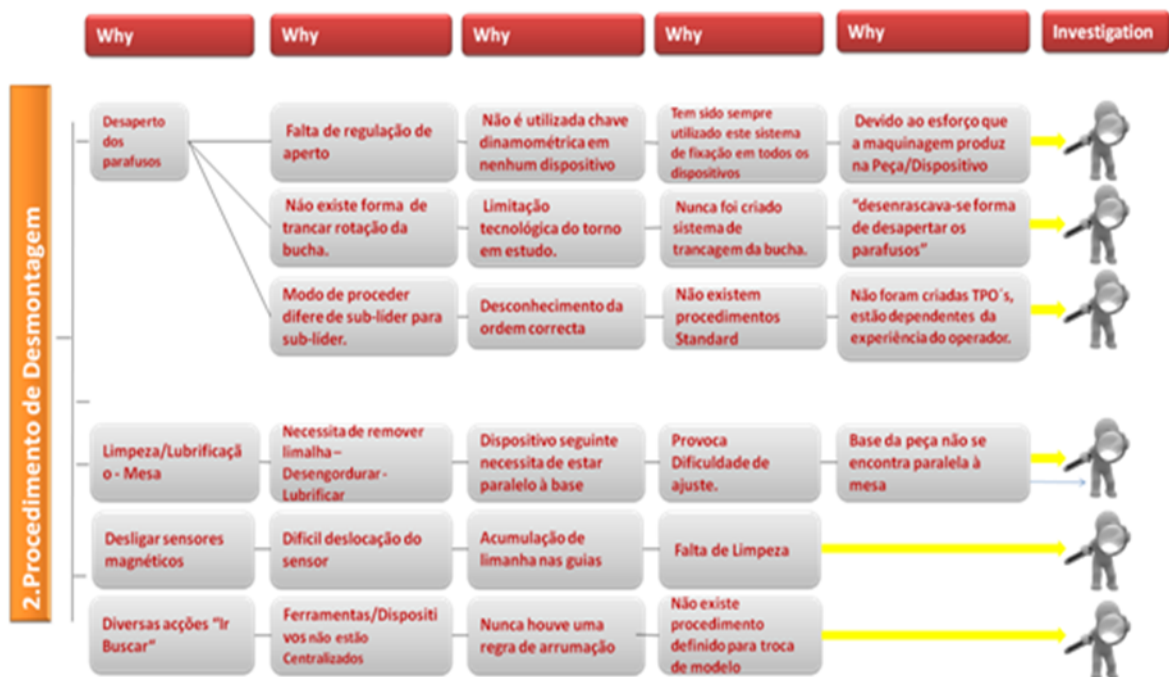 Why
Why
Why
Why
Why
Investigation
2.Procedimento de Desmontagem
Desaperto
dos
parafusos
Falta de regulação de
aperto
Não é utilizada chave
dinamométrica em
nenhum dispositivo
Tem sido sempre
utilizado este sistema
de fixação em todos os
dispositivos
Devido ao esforço que
a maquinagem produz
na Peça/Dispositivo
Não existe forma de
trancar rotação da
bucha.
Limitação
tecnológica do torno
em estudo.
Nunca foi criado
sistema de
trancagem da bucha.
"desenrascava-se forma
de desapertar os
parafusos"
Modo de proceder
difere de sub-líder para
sub-líder.
Desconhecimento da
ordem correcta
Não existem
procedimentos
Standard
Não foram criadas TPO´s,
estão dependentes da
experiência do operador.
Limpeza/Lubrificaçã
o - Mesa
Necessita de remover
limalha –
Desengordurar-
Lubrificar
Dispositivo seguinte
necessita de estar
paralelo à base
Provoca
Dificuldade de
ajuste.
Base da peça não se
encontra paralela à
mesa
Desligar sensores
magnéticos
Dificil deslocação do
sensor
Acumulação de
limanha nas guias
Falta de Limpeza
Diversas acções "Ir
Buscar"
Ferramentas/Dispositi
vos não estão
Centralizados
Nunca houve uma
regra de arrumação
Não existe
procedimento
definido para troca
de modelo